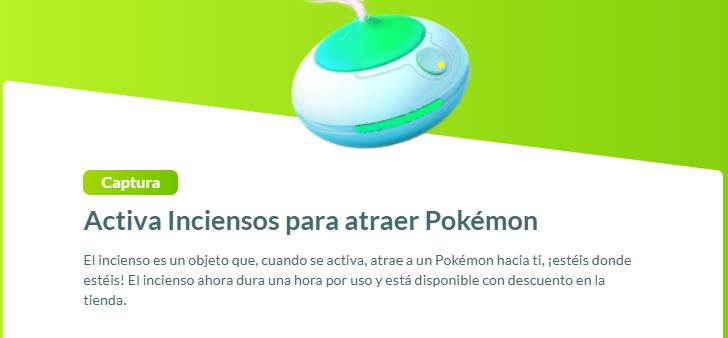 Captura
Activa Inciensos para atraer Pokémon
El incienso es un objeto que, cuando se activa, atrae a un Pokémon hacia ti, ¡estéis donde
estéis! El incienso ahora dura una hora por uso y está disponible con descuento en la
tienda.